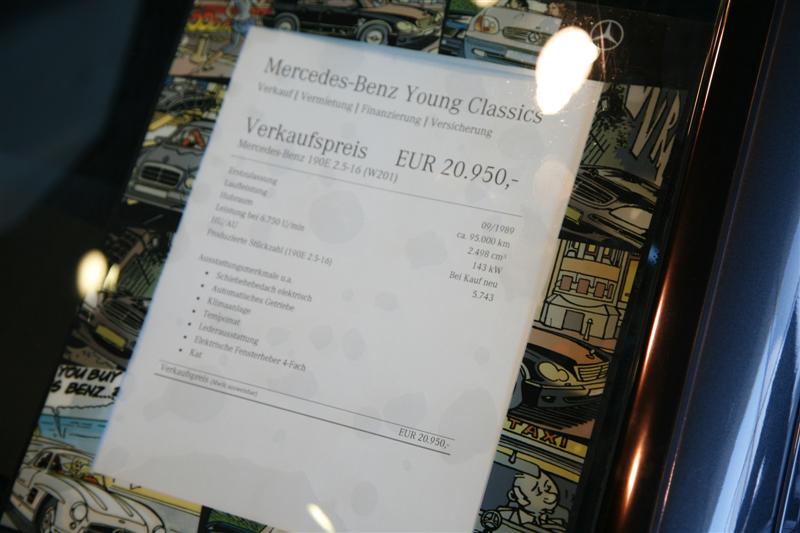 Mercedes-Benz Young Classics
Verkauf | Vermietung | Finanzierung | Versicherung
Verkaufspreis EUR 20.950,-
Mercedes-Benz 190E 2.5-16 (W201)
Erstzulassung 09/1989
Laufleistung ca. 95.000 km
Hubraum 2.498 cm³
Leistung bei 6.750 U/min 143 kW
HU/AU Bei Kauf neu
Produzierte Stückzahl (190E 2.5-16) 5.743
Ausstattungsmerkmale u.a.
• Schiebehebedach elektrisch
• Automatisches Getriebe
• Klimaanlage
• Tempomat
• Lederausstattung
• Elektrische Fensterheber 4-Fach
• Kat
Verkaufspreis (MwSt. ausweisbar) EUR 20.950,-
YOU BUY
S BENZ..?
TAXI
VR